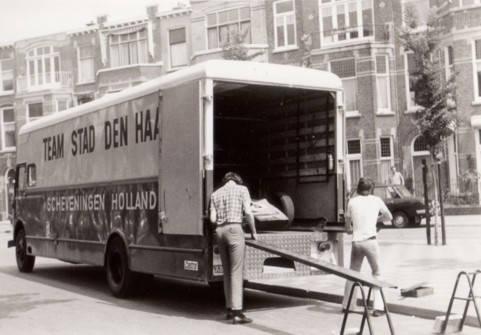 TEAM STAD DEN HAA
SCHEVENINGEN HOLLAND